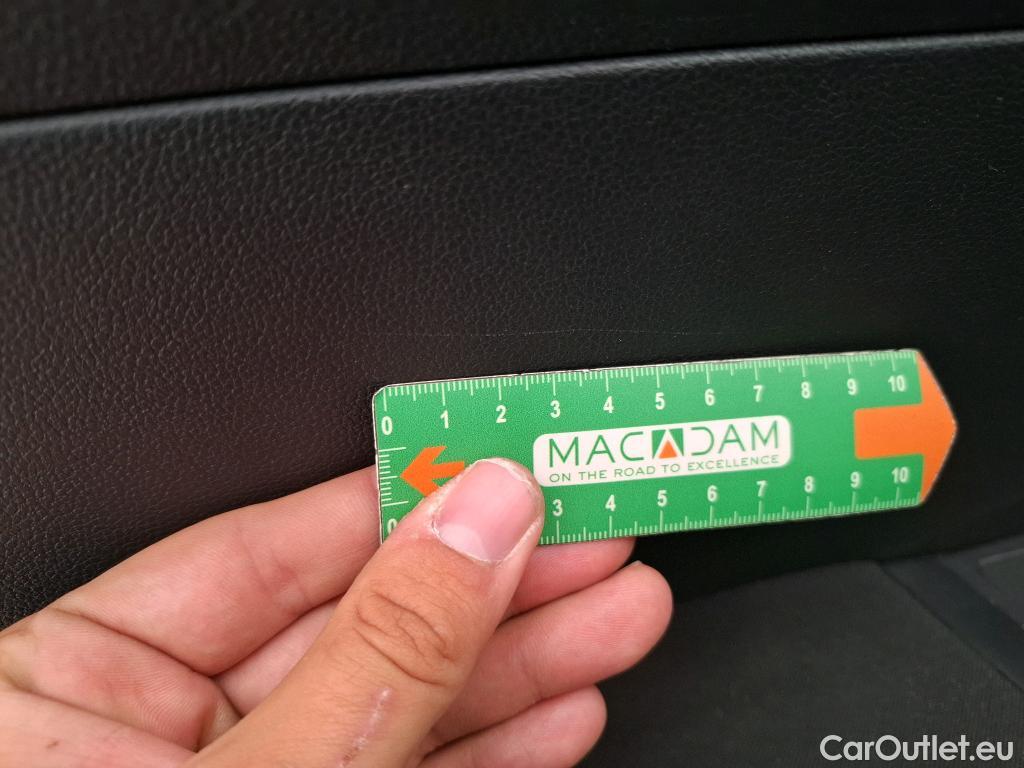 0 1 2 3 4 5 6 7 8 9 10
MACADAM
ON THE ROAD TO EXCELLENCE
0 3 4 5 6 7 8 9 10
CarOutlet.eu